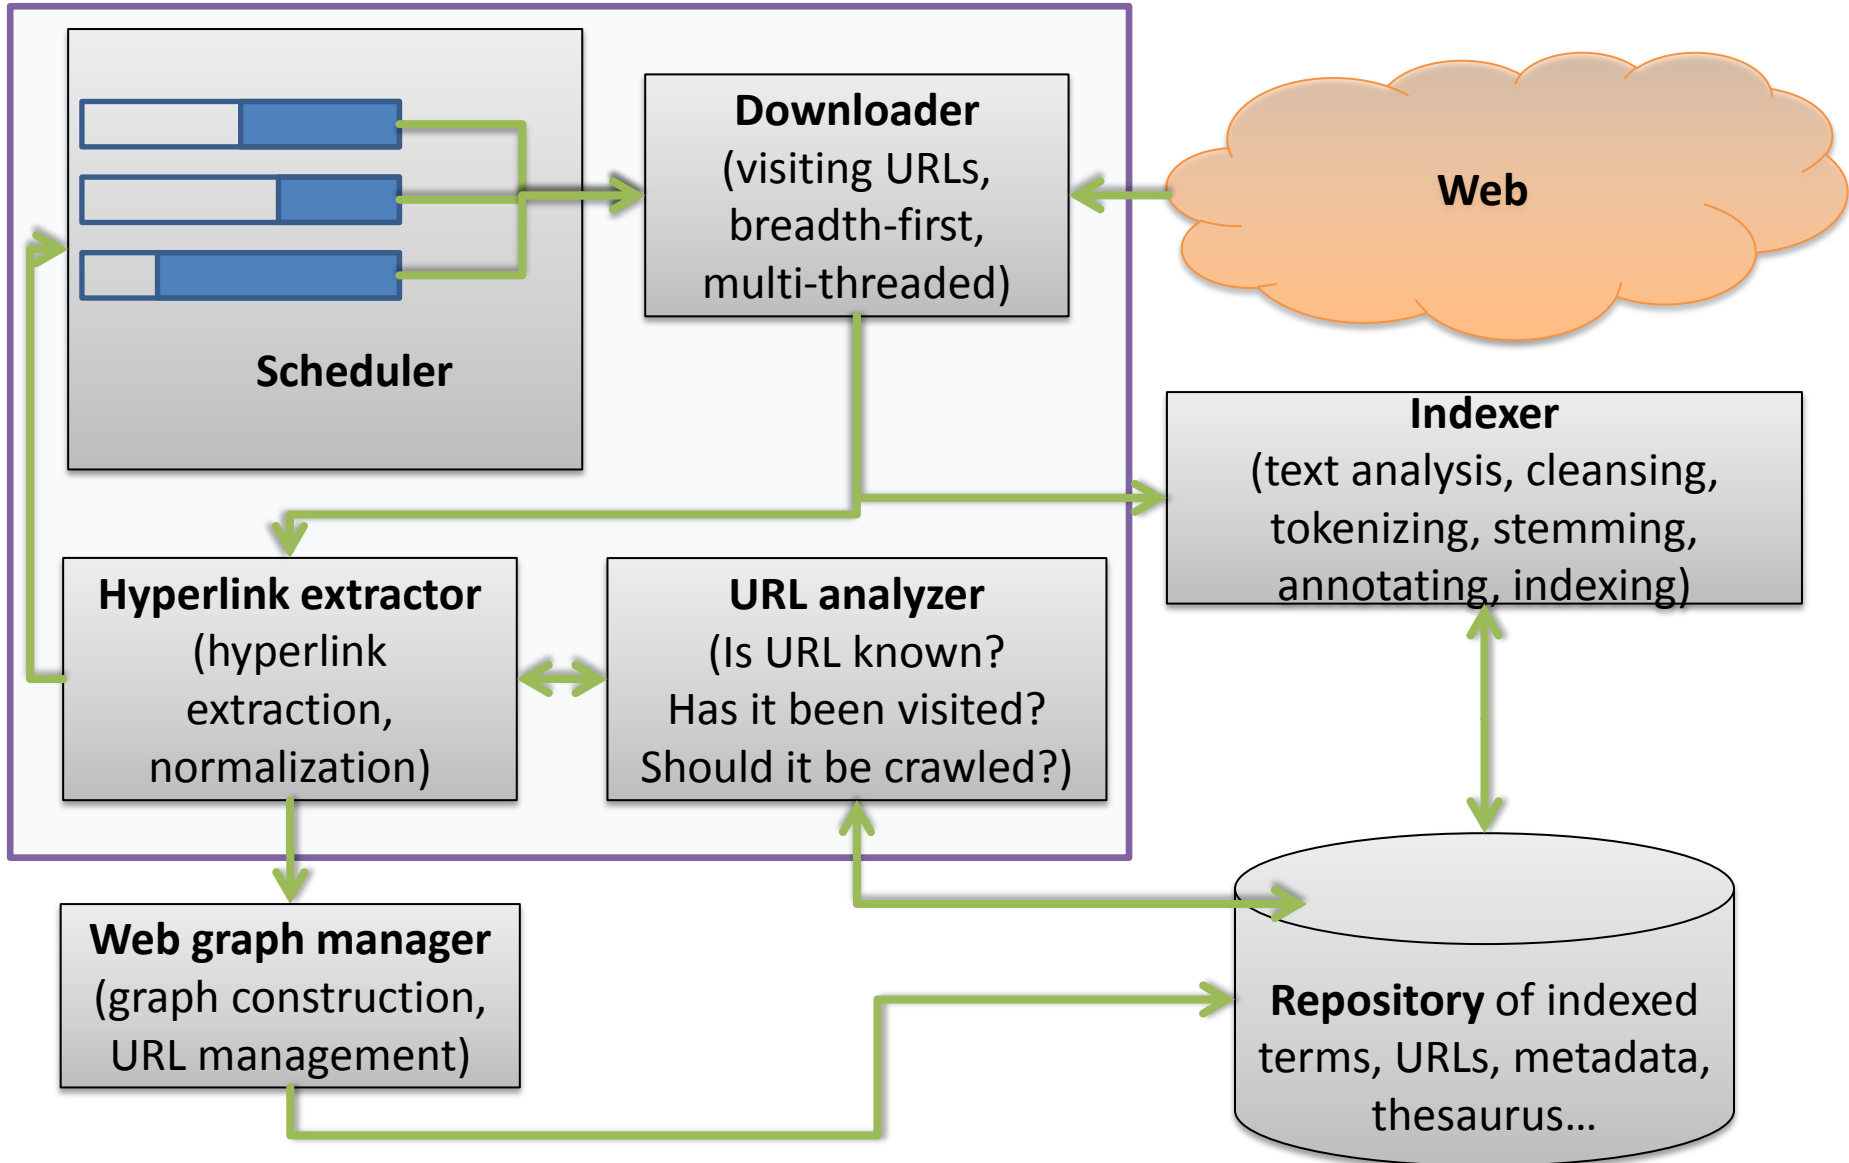 Scheduler
Downloader
(visiting URLs,
breadth-first,
multi-threaded)
Web
Indexer
(text analysis, cleansing,
tokenizing, stemming,
annotating, indexing)
Hyperlink extractor
(hyperlink
extraction,
normalization)
URL analyzer
(Is URL known?
Has it been visited?
Should it be crawled?)
Web graph manager
(graph construction,
URL management)
Repository of indexed
terms, URLs, metadata,
thesaurus…